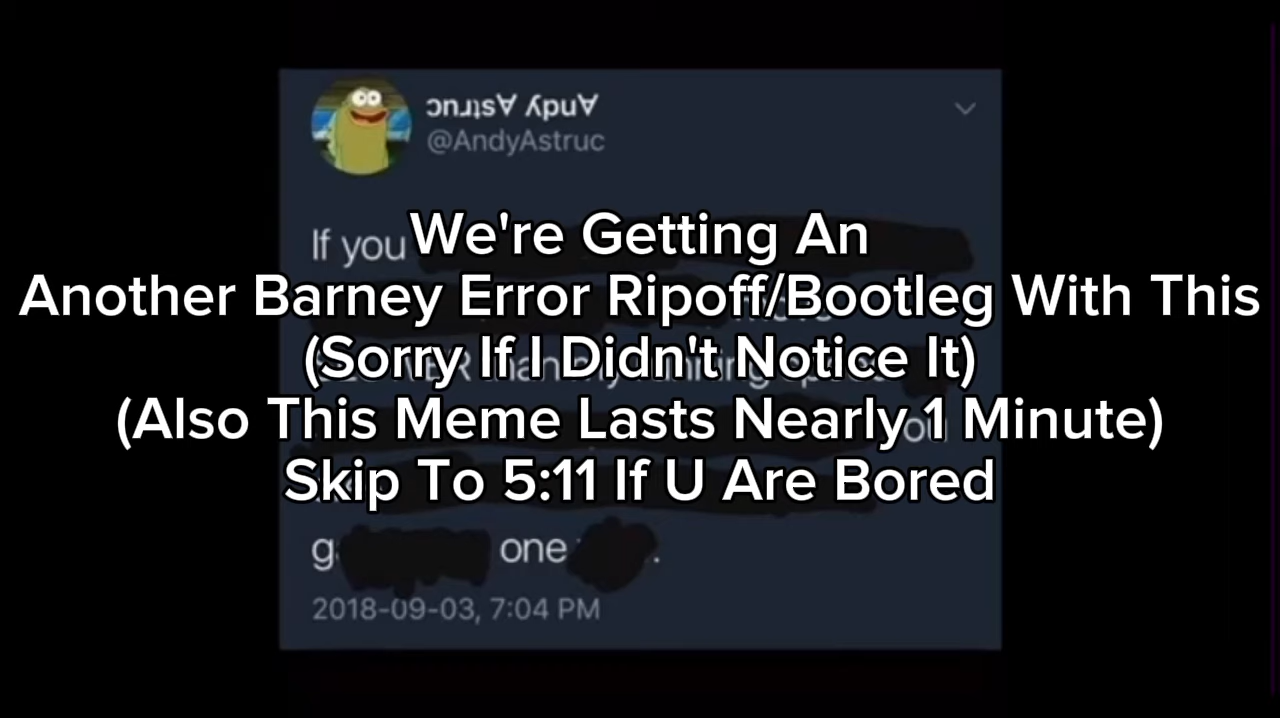 ɔnɹʇs∀ ʎpu∀
@AndyAstruc
If you
We're Getting An
Another Barney Error Ripoff/Bootleg With This
(Sorry If I Didn't Notice It)
(Also This Meme Lasts Nearly 1 Minute)
Skip To 5:11 If U Are Bored
one
2018-09-03, 7:04 PM